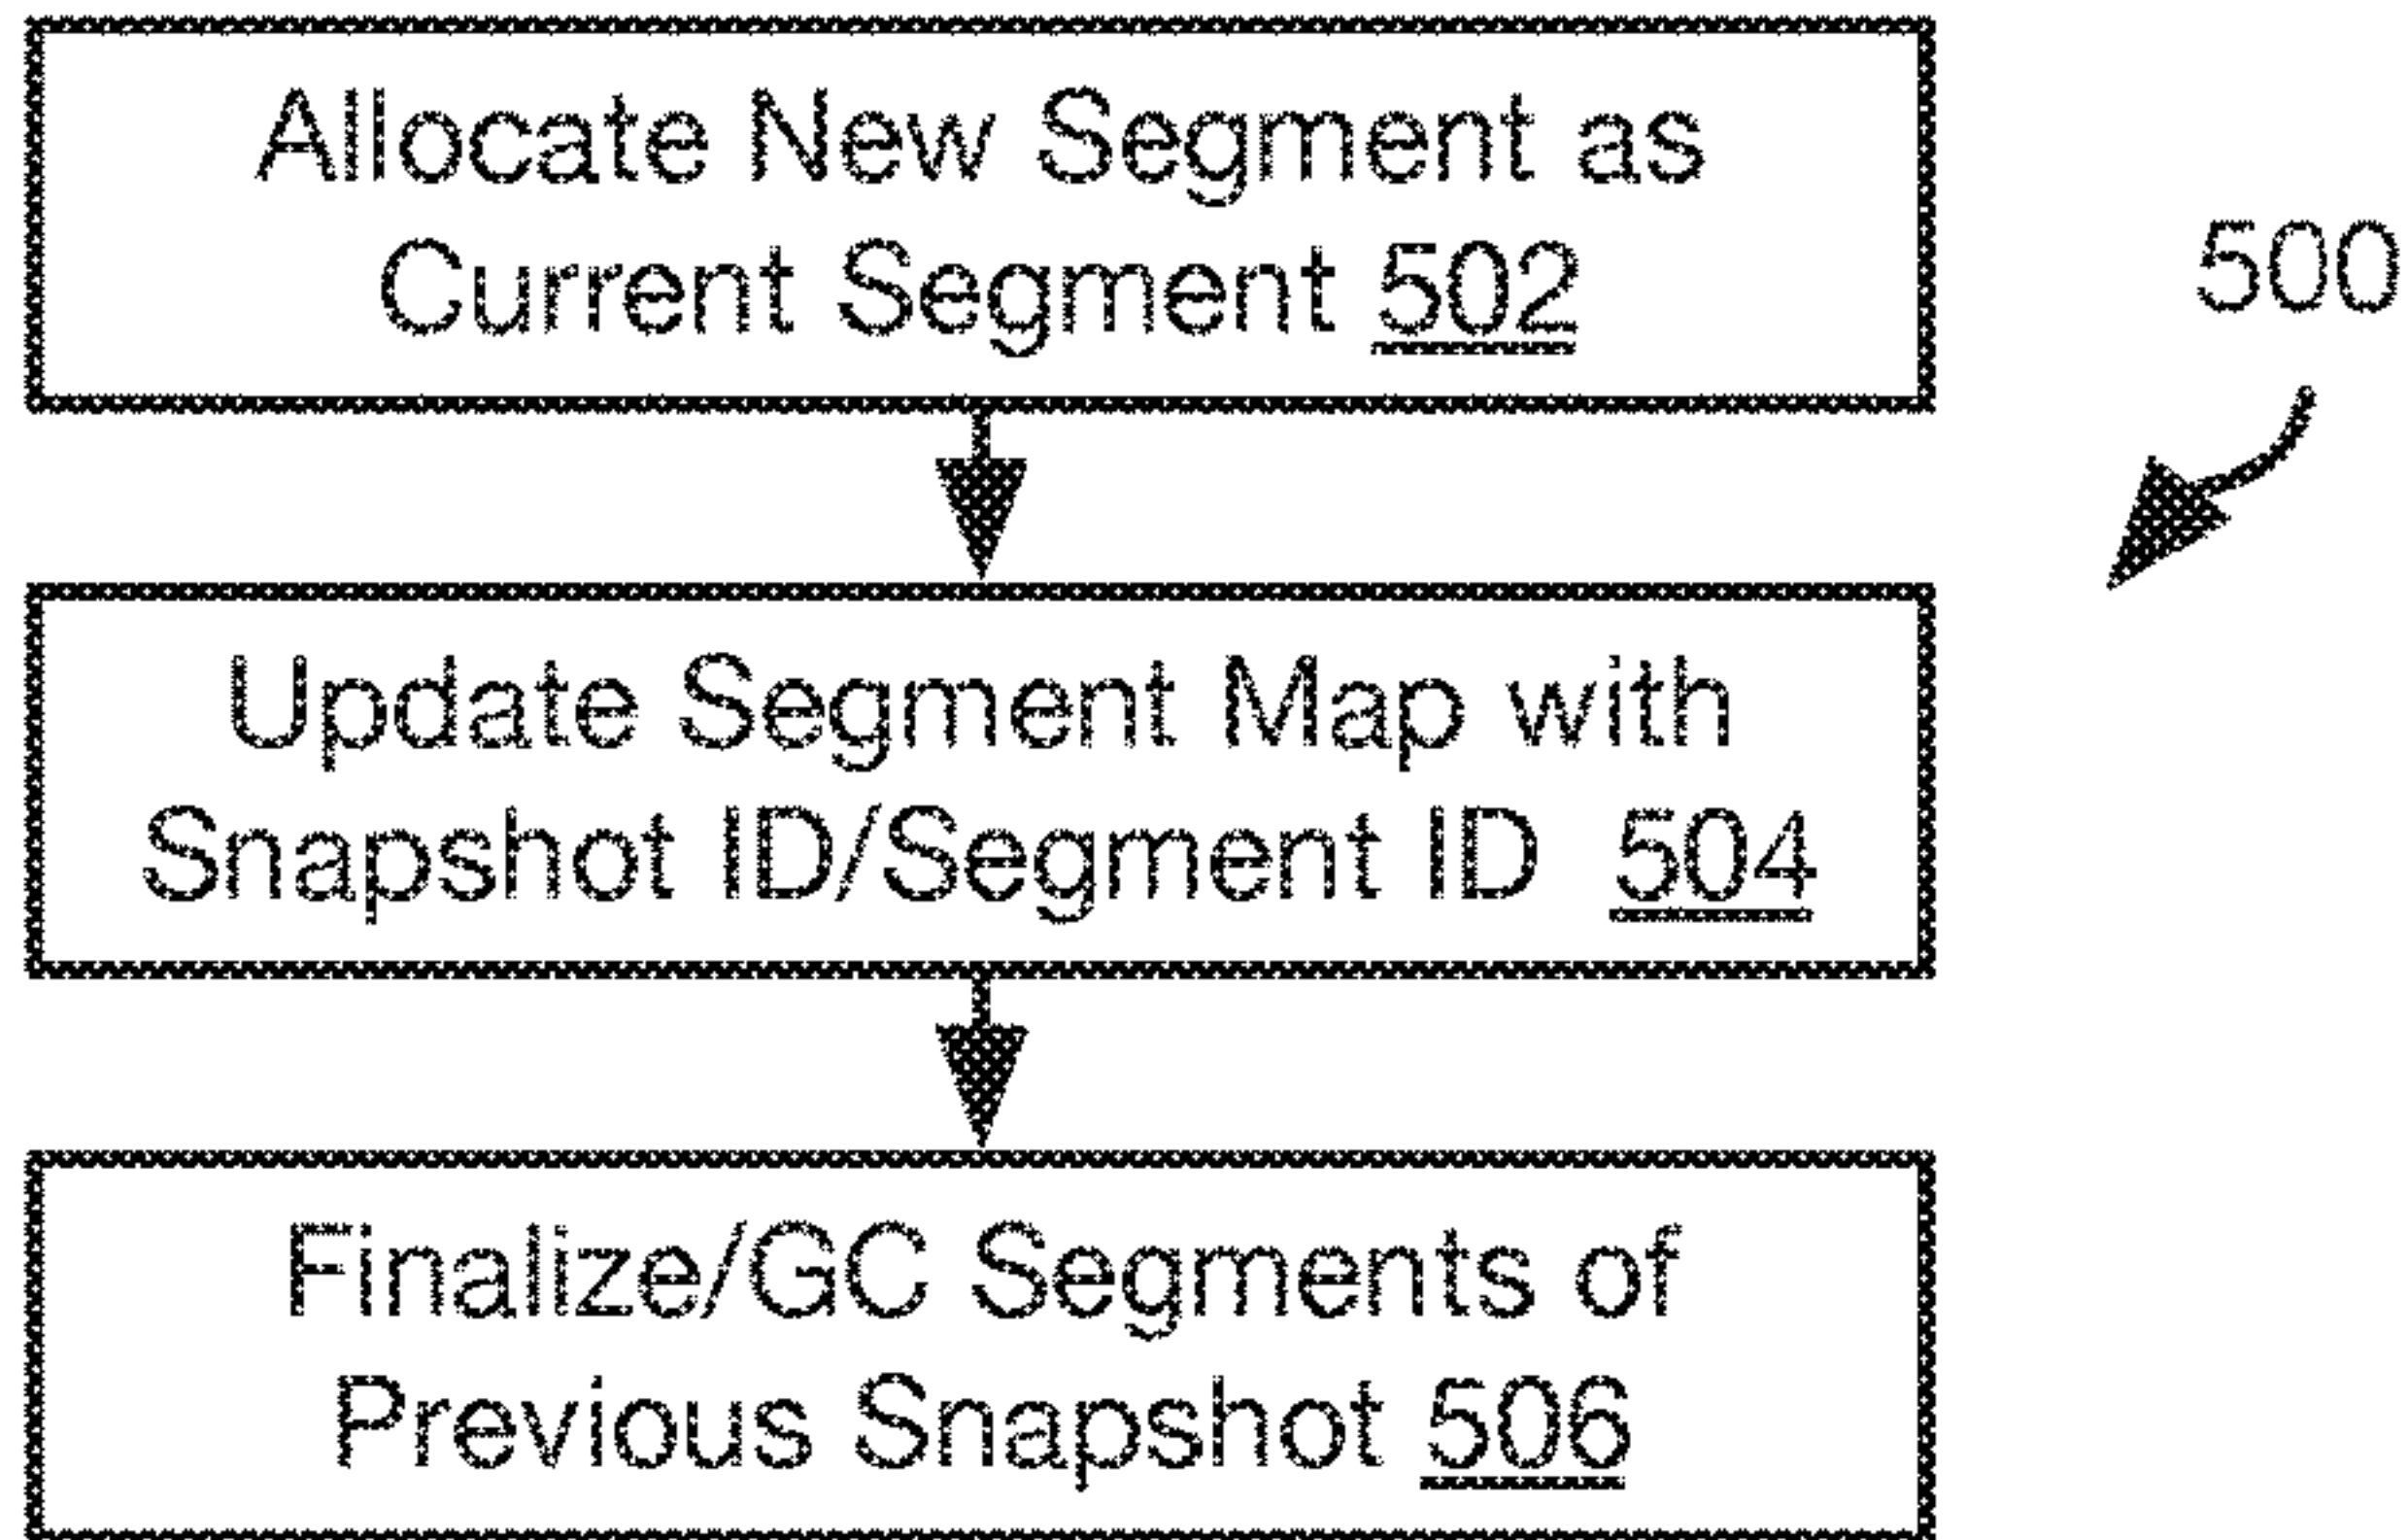 Allocate New Segment as
Current Segment 502
500
Update Segment Map with
Snapshot ID/Segment ID 504
Finalize/GC Segments of
Previous Snapshot 506